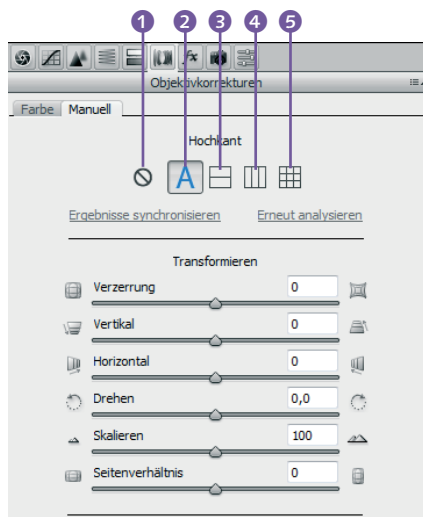 1 2 3 4 5
fx
Objektivkorrekturen
Farbe Manuell
Hochkant
A
Ergebnisse synchronisieren Erneut analysieren
Transformieren
Verzerrung 0
Vertikal 0
Horizontal 0
Drehen 0,0
Skalieren 100
Seitenverhältnis 0